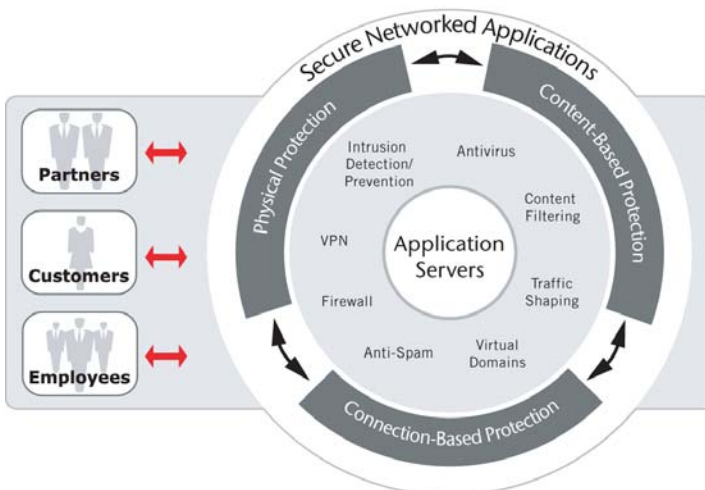 Secure Networked Applications
Physical Protection
Content-Based Protection
Connection-Based Protection
Partners
Customers
Employees
Intrusion
Detection/
Prevention
Antivirus
Content
Filtering
VPN
Application
Servers
Firewall
Traffic
Shaping
Anti-Spam
Virtual
Domains